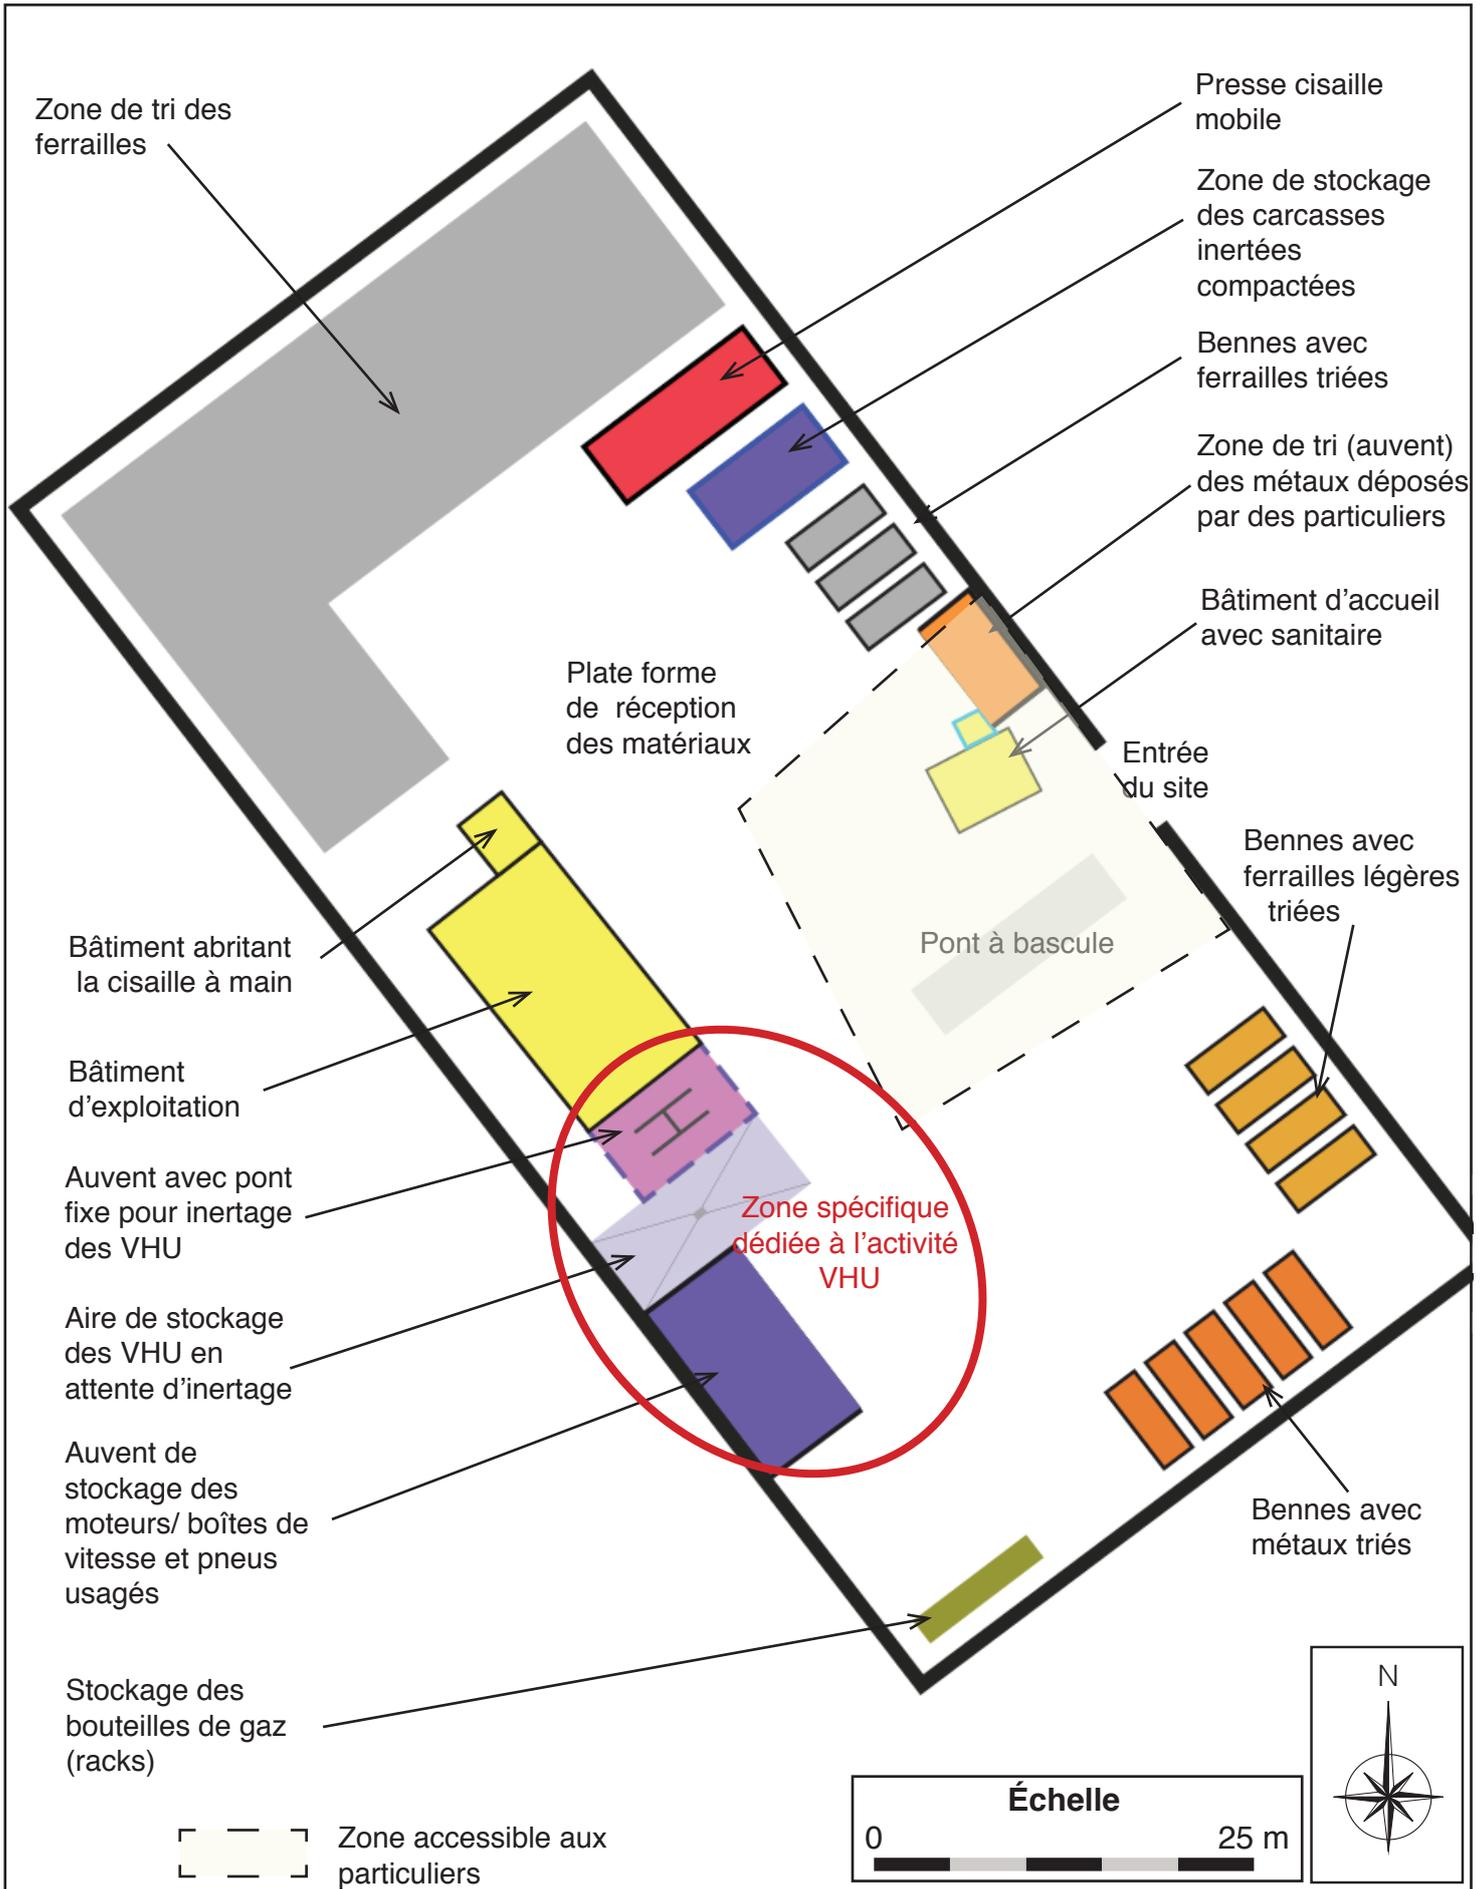 Zone de tri des
ferrailles
Presse cisaille
mobile
Zone de stockage
des carcasses
inertées
compactées
Bennes avec
ferrailles triées
Zone de tri (auvent)
des métaux déposés
par des particuliers
Bâtiment d'accueil
avec sanitaire
Plate forme
de réception
des matériaux
Entrée
du site
Bennes avec
ferrailles légères
triées
Pont à bascule
Bâtiment abritant
la cisaille à main
Bâtiment
d'exploitation
Auvent avec pont
fixe pour inertage
des VHU
Zone spécifique
dédiée à l'activité
VHU
Aire de stockage
des VHU en
attente d'inertage
Auvent de
stockage des
moteurs/ boîtes de
vitesse et pneus
usagés
Bennes avec
métaux triés
Stockage des
bouteilles de gaz
(racks)
N
Échelle
0 25 m
Zone accessible aux
particuliers